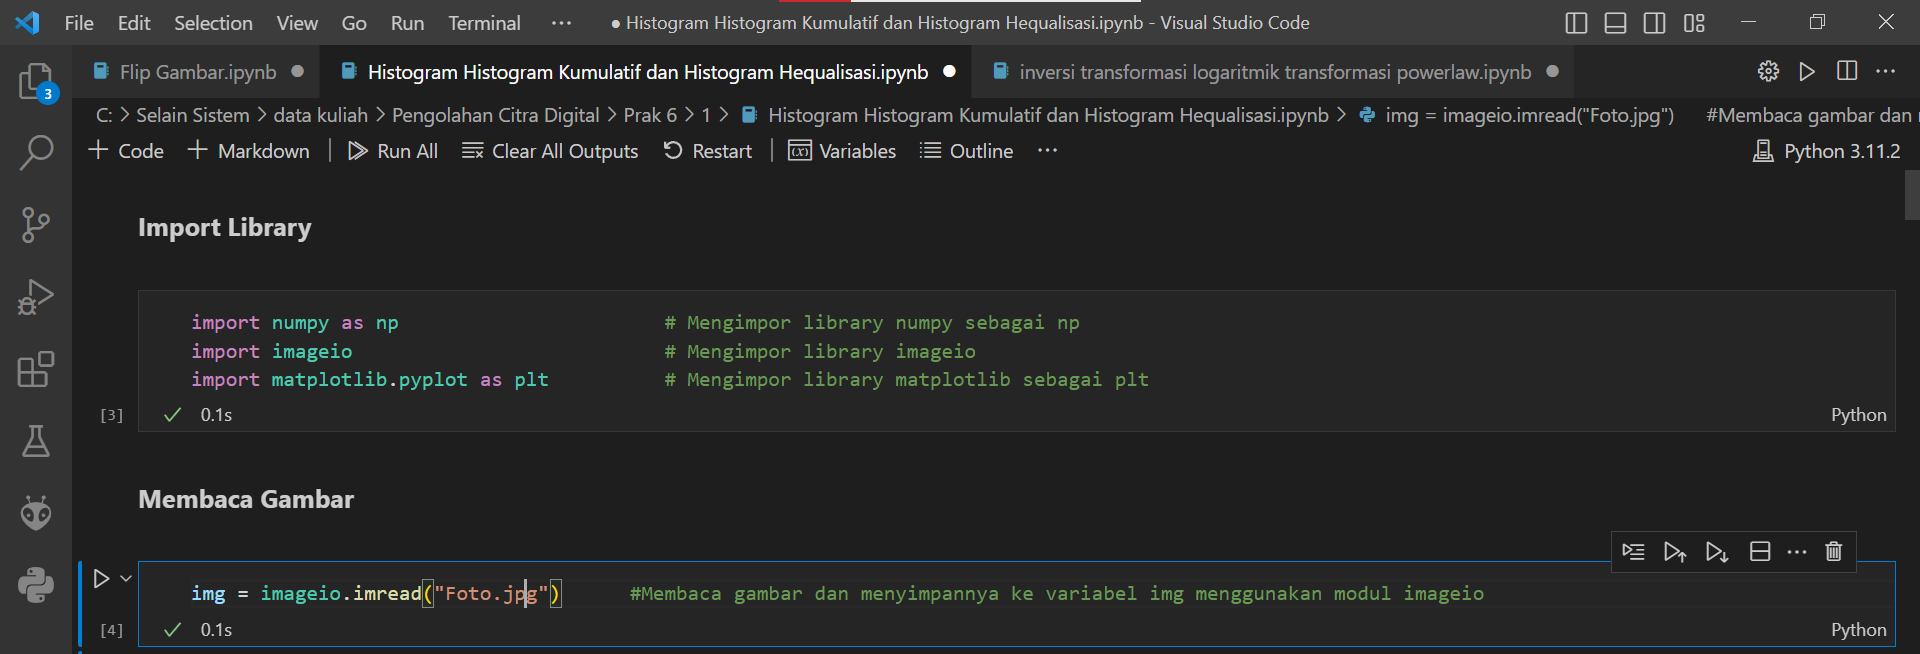 File Edit Selection View Go Run Terminal ··· ● Histogram Histogram Kumulatif dan Histogram Hequalisasi.ipynb - Visual Studio Code
Flip Gambar.ipynb ● Histogram Histogram Kumulatif dan Histogram Hequalisasi.ipynb ● inversi transformasi logaritmik transformasi powerlaw.ipynb ●
3
C: > Selain Sistem > data kuliah > Pengolahan Citra Digital > Prak 6 > 1 > Histogram Histogram Kumulatif dan Histogram Hequalisasi.ipynb > img = imageio.imread("Foto.jpg") #Membaca gambar dan
+ Code + Markdown | Run All Clear All Outputs Restart | Variables Outline ··· Python 3.11.2
Import Library
import numpy as np # Mengimpor library numpy sebagai np
import imageio # Mengimpor library imageio
import matplotlib.pyplot as plt # Mengimpor library matplotlib sebagai plt
[3] ✓ 0.1s Python
Membaca Gambar
img = imageio.imread("Foto.jpg") #Membaca gambar dan menyimpannya ke variabel img menggunakan modul imageio
[4] ✓ 0.1s Python